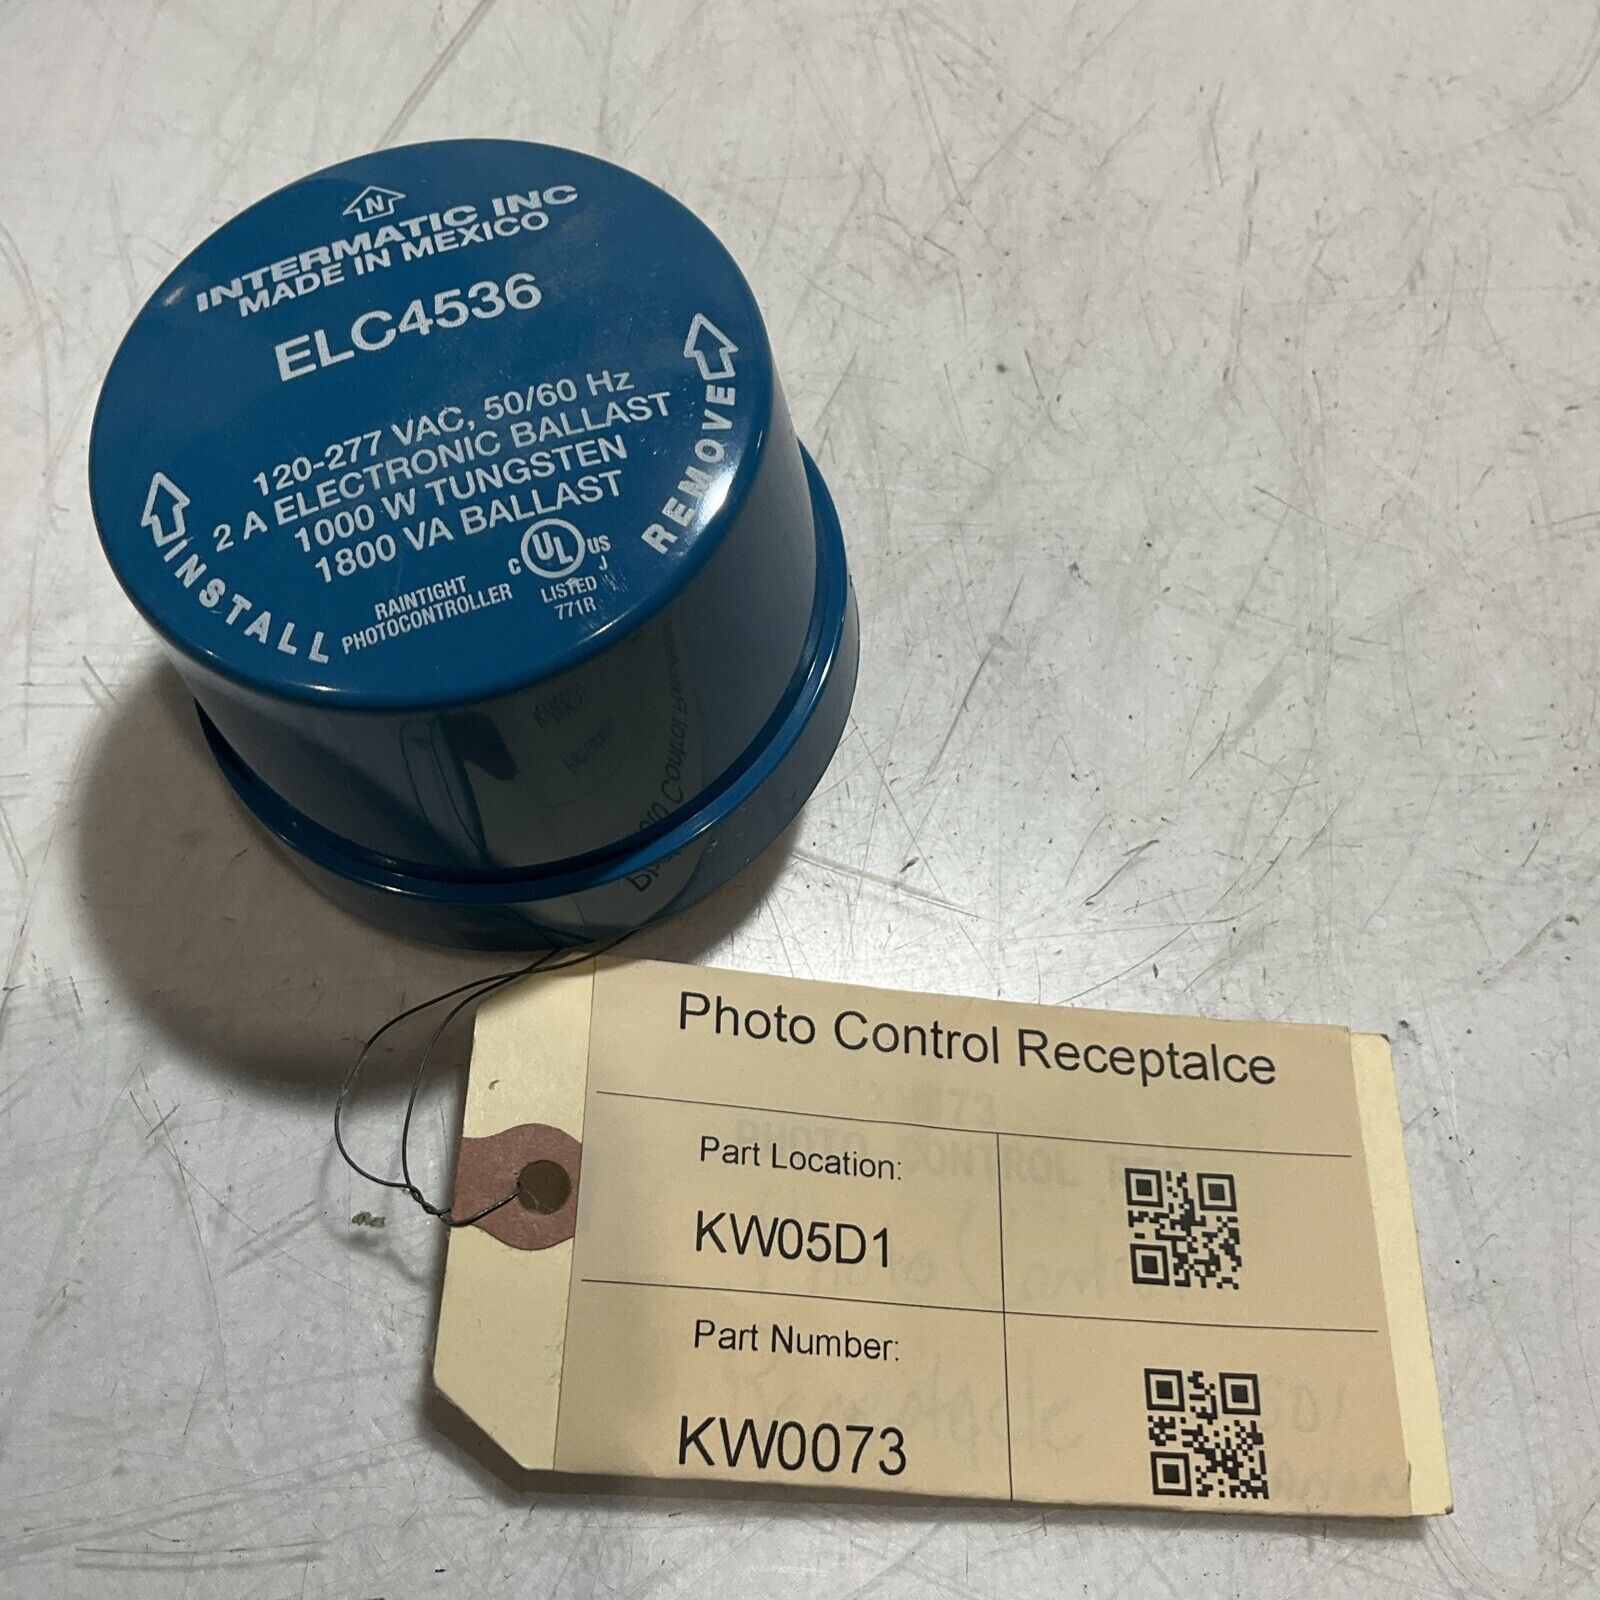 N
INTERMATIC INC
MADE IN MEXICO
ELC4536
120-277 VAC, 50/60 Hz
2 A ELECTRONIC BALLAST
1000 W TUNGSTEN
1800 VA BALLAST
INSTALL
REMOVE
RAINTIGHT
PHOTOCONTROLLER
C UL US
LISTED J
771R
Photo Control Receptalce
Part Location:
KW05D1
Part Number:
KW0073